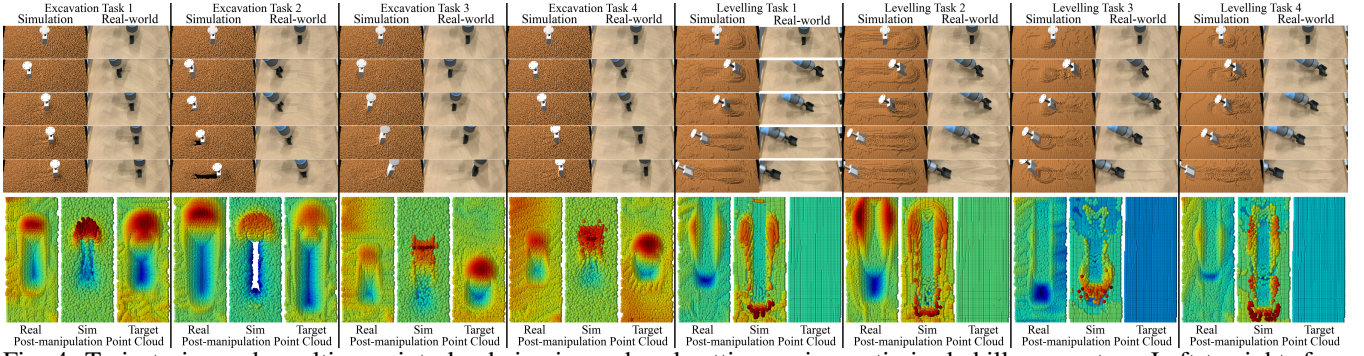 Excavation Task 1
Simulation Real-world
Excavation Task 2
Simulation Real-world
Excavation Task 3
Simulation Real-world
Excavation Task 4
Simulation Real-world
Levelling Task 1
Simulation Real-world
Levelling Task 2
Simulation Real-world
Levelling Task 3
Simulation Real-world
Levelling Task 4
Simulation Real-world
Real Sim Target
Post-manipulation Point Cloud
Real Sim Target
Post-manipulation Point Cloud
Real Sim Target
Post-manipulation Point Cloud
Real Sim Target
Post-manipulation Point Cloud
Real Sim Target
Post-manipulation Point Cloud
Real Sim Target
Post-manipulation Point Cloud
Real Sim Target
Post-manipulation Point Cloud
Real Sim Target
Post-manipulation Point Cloud